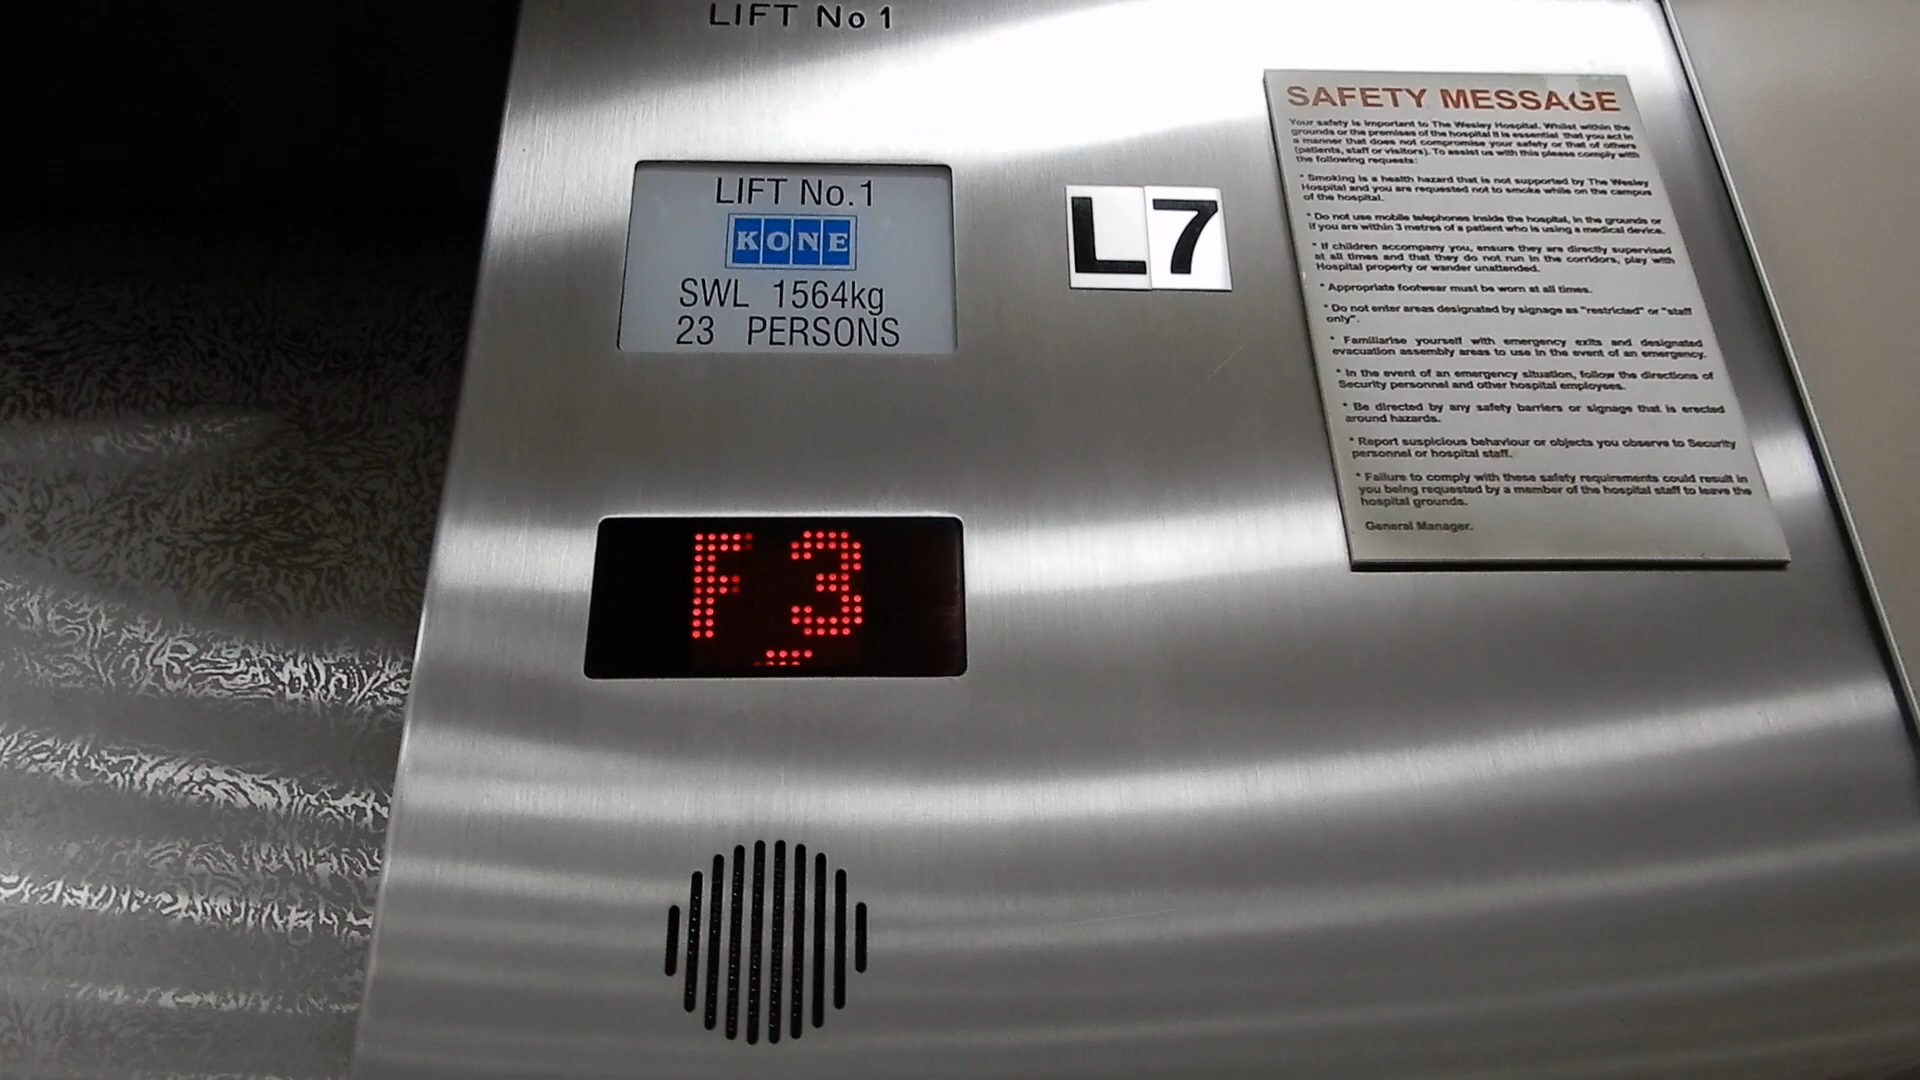 LIFT No 1
LIFT No.1
KONE
SWL 1564kg
23 PERSONS
L7
F3
SAFETY MESSAGE
Your safety is important to The Wesley Hospital. Whilst within the
grounds or the premises of the hospital it is essential that you act in
a manner that does not compromise your safety or that of others
(patients, staff or visitors). To assist us with this please comply with
the following requests:
* Smoking is a health hazard that is not supported by The Wesley
Hospital and you are requested not to smoke while on the campus
of the hospital.
* Do not use mobile telephones inside the hospital, in the grounds or
if you are within 3 metres of a patient who is using a medical device.
* If children accompany you, ensure they are directly supervised
at all times and that they do not run in the corridors, play with
Hospital property or wander unattended.
* Appropriate footwear must be worn at all times.
* Do not enter areas designated by signage as "restricted" or "staff
only".
* Familiarise yourself with emergency exits and designated
evacuation assembly areas to use in the event of an emergency.
* In the event of an emergency situation, follow the directions of
Security personnel and other hospital employees.
* Be directed by any safety barriers or signage that is erected
around hazards.
* Report suspicious behaviour or objects you observe to Security
personnel or hospital staff.
* Failure to comply with these safety requirements could result in
you being requested by a member of the hospital staff to leave the
hospital grounds.
General Manager.